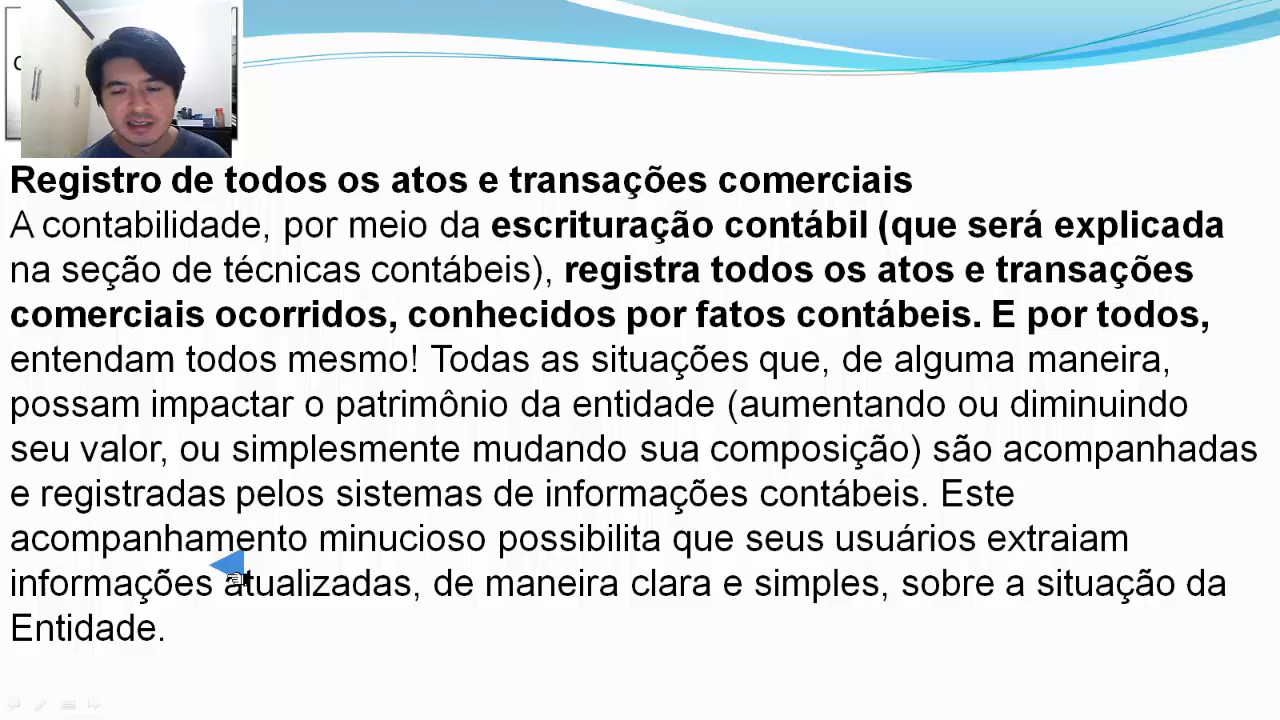 Registro de todos os atos e transações comerciais
A contabilidade, por meio da escrituração contábil (que será explicada
na seção de técnicas contábeis), registra todos os atos e transações
comerciais ocorridos, conhecidos por fatos contábeis. E por todos,
entendam todos mesmo! Todas as situações que, de alguma maneira,
possam impactar o patrimônio da entidade (aumentando ou diminuindo
seu valor, ou simplesmente mudando sua composição) são acompanhadas
e registradas pelos sistemas de informações contábeis. Este
acompanhamento minucioso possibilita que seus usuários extraiam
informações atualizadas, de maneira clara e simples, sobre a situação da
Entidade.